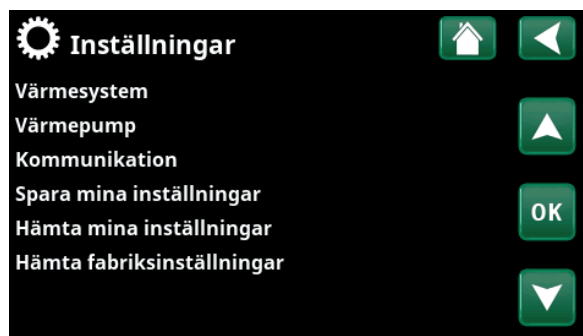 Inställningar
Värmesystem
Värmepump
Kommunikation
Spara mina inställningar
Hämta mina inställningar
OK
Hämta fabriksinställningar